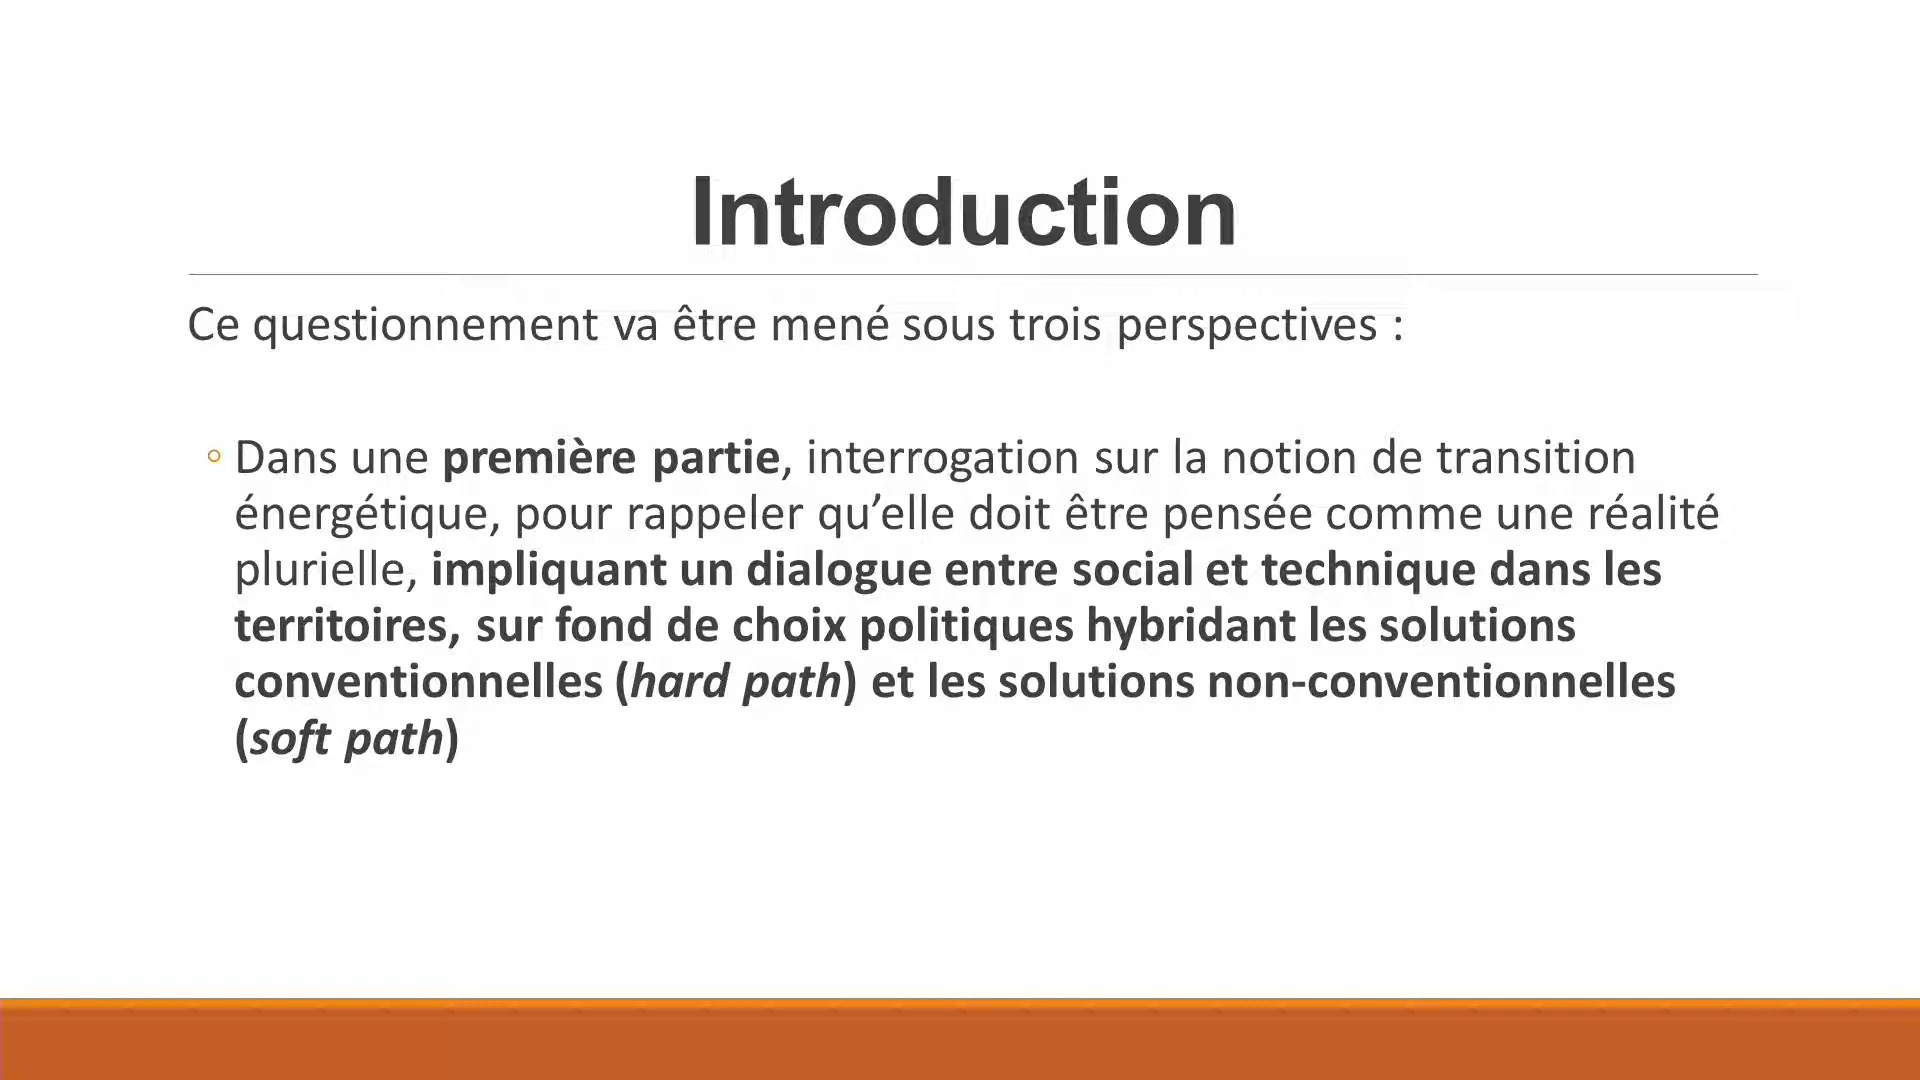 Introduction
Ce questionnement va être mené sous trois perspectives :
◦ Dans une première partie, interrogation sur la notion de transition
énergétique, pour rappeler qu’elle doit être pensée comme une réalité
plurielle, impliquant un dialogue entre social et technique dans les
territoires, sur fond de choix politiques hybridant les solutions
conventionnelles (hard path) et les solutions non-conventionnelles
(soft path)